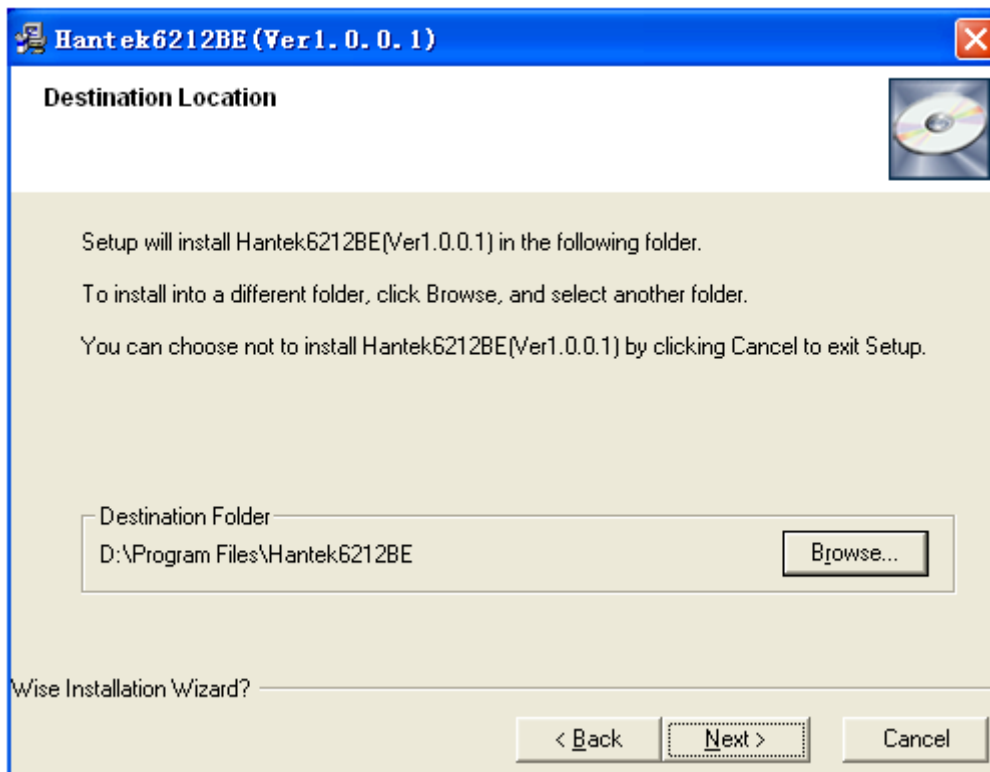 Hantek6212BE(Ver1.0.0.1)
Destination Location
Setup will install Hantek6212BE(Ver1.0.0.1) in the following folder.
To install into a different folder, click Browse, and select another folder.
You can choose not to install Hantek6212BE(Ver1.0.0.1) by clicking Cancel to exit Setup.
Destination Folder
D:\Program Files\Hantek6212BE
Browse...
Wise Installation Wizard?
< Back
Next >
Cancel